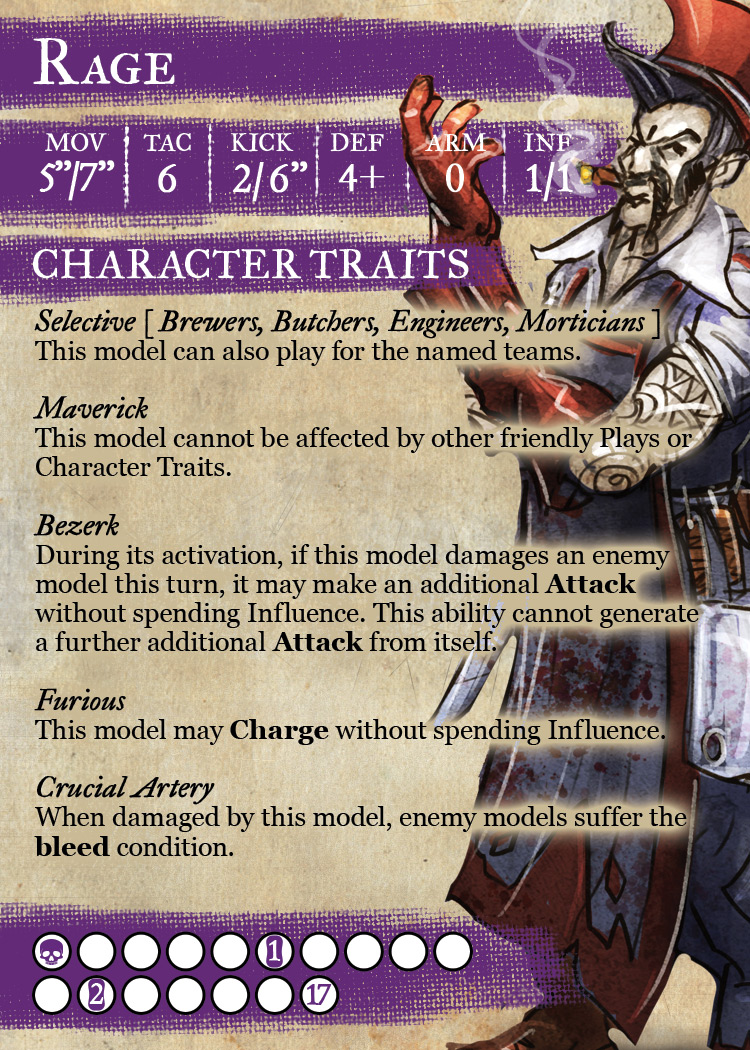 Rage
MOV TAC KICK DEF ARM INF
5”/7” 6 2/6” 4+ 0 1/1
CHARACTER TRAITS
Selective [ Brewers, Butchers, Engineers, Morticians ]
This model can also play for the named teams.
Maverick
This model cannot be affected by other friendly Plays or
Character Traits.
Bezerk
During its activation, if this model damages an enemy
model this turn, it may make an additional Attack
without spending Influence. This ability cannot generate
a further additional Attack from itself.
Furious
This model may Charge without spending Influence.
Crucial Artery
When damaged by this model, enemy models suffer the
bleed condition.
1
2 17